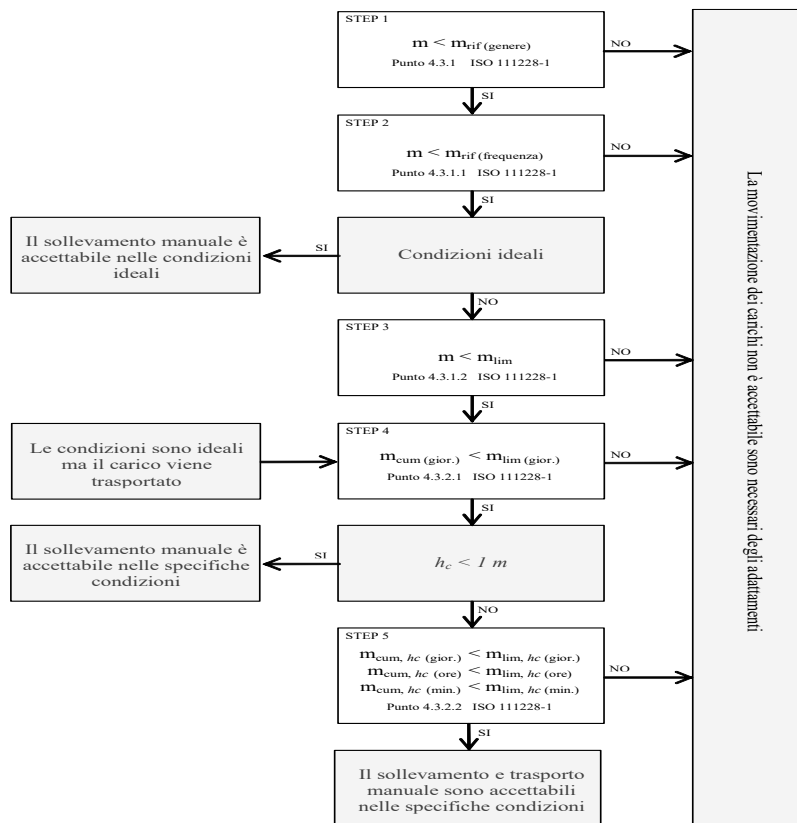 STEP 1
m < mrif (genere)
Punto 4.3.1 ISO 111228-1
NO
SI
STEP 2
m < mrif (frequenza)
Punto 4.3.1.1 ISO 111228-1
NO
SI
Il sollevamento manuale è
accettabile nelle condizioni
ideali
SI
Condizioni ideali
NO
STEP 3
m < mlim
Punto 4.3.1.2 ISO 111228-1
NO
SI
Le condizioni sono ideali
ma il carico viene
trasportato
STEP 4
mcum (gior.) < mlim (gior.)
Punto 4.3.2.1 ISO 111228-1
NO
SI
Il sollevamento manuale è
accettabile nelle specifiche
condizioni
SI
hc < 1 m
NO
STEP 5
mcum, hc (gior.) < mlim, hc (gior.)
mcum, hc (ore) < mlim, hc (ore)
mcum, hc (min.) < mlim, hc (min.)
Punto 4.3.2.2 ISO 111228-1
NO
SI
Il sollevamento e trasporto
manuale sono accettabili
nelle specifiche condizioni
La movimentazione dei carichi non è accettabile sono necessari degli adattamenti